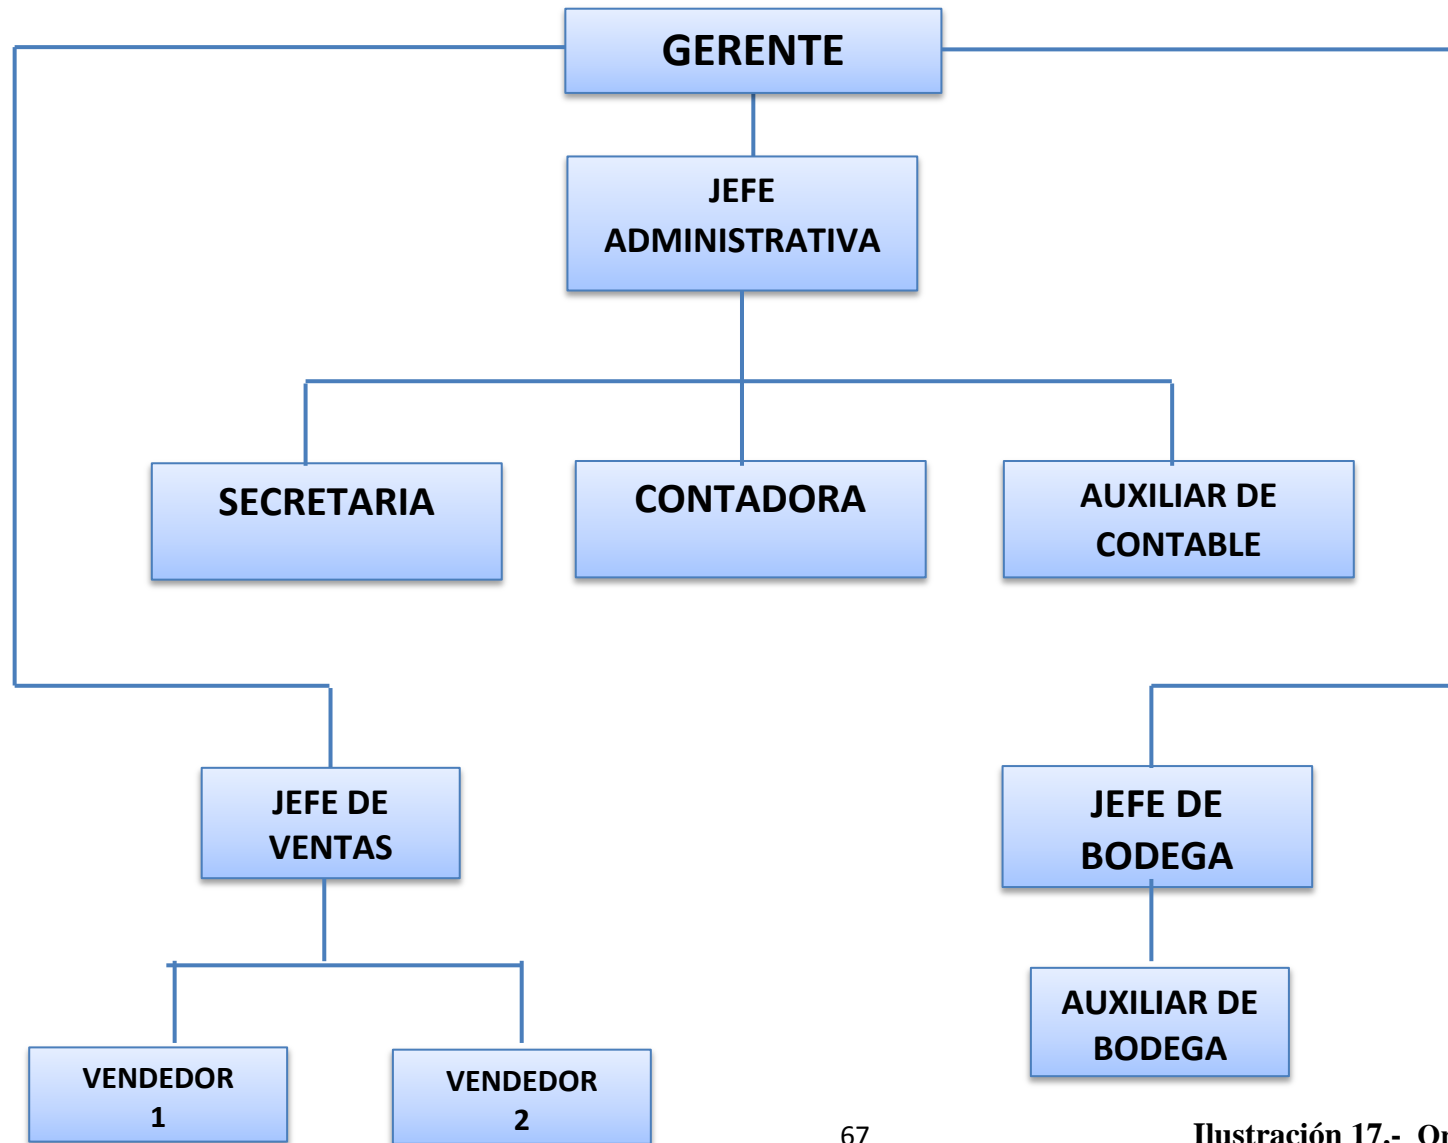 GERENTE
JEFE
ADMINISTRATIVA
SECRETARIA
CONTADORA
AUXILIAR DE
CONTABLE
JEFE DE
VENTAS
JEFE DE
BODEGA
AUXILIAR DE
BODEGA
VENDEDOR
1
VENDEDOR
2
67
Ilustración 17.-